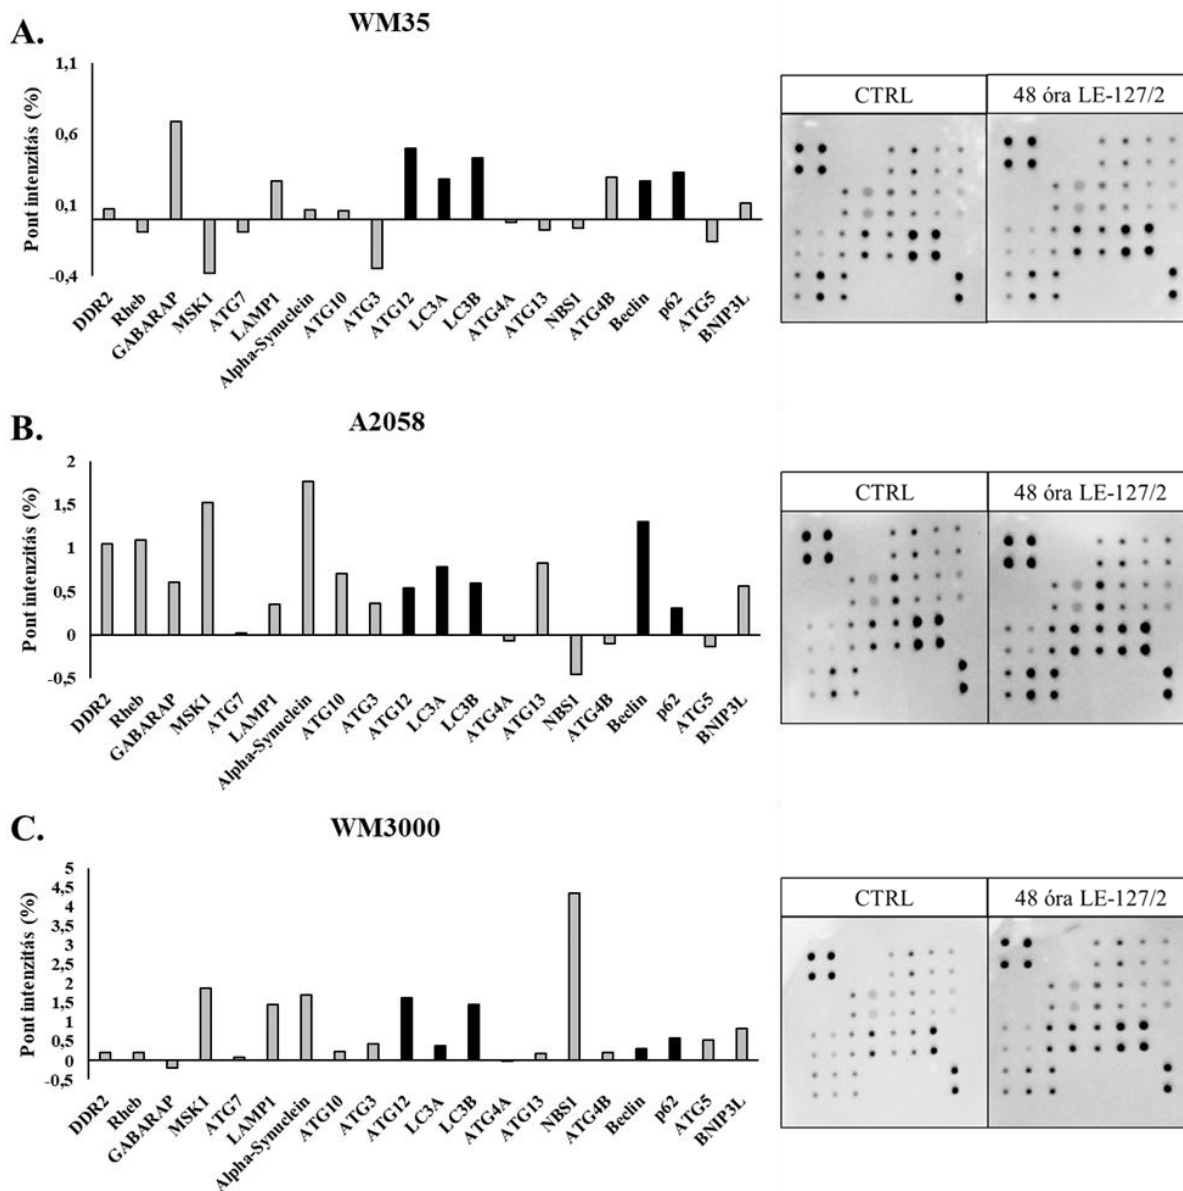 A.
WM35
Pont intenzitás (%)
1,1
0,6
0,1
-0,4
DDR2
Rheb
GABARAP
MSK1
ATG7
LAMP1
Alpha-Synuclein
ATG10
ATG3
ATG12
LC3A
LC3B
ATG4A
ATG13
NBS1
ATG4B
Beclin
p62
ATG5
BNIP3L
CTRL
48 óra LE-127/2
B.
A2058
Pont intenzitás (%)
2
1,5
1
0,5
0
-0,5
DDR2
Rheb
GABARAP
MSK1
ATG7
LAMP1
Alpha-Synuclein
ATG10
ATG3
ATG12
LC3A
LC3B
ATG4A
ATG13
NBS1
ATG4B
Beclin
p62
ATG5
BNIP3L
CTRL
48 óra LE-127/2
C.
WM3000
Pont intenzitás (%)
5
4,5
3,5
3
2,5
2
1,5
1
0,5
0
-0,5
DDR2
Rheb
GABARAP
MSK1
ATG7
LAMP1
Alpha-Synuclein
ATG10
ATG3
ATG12
LC3A
LC3B
ATG4A
ATG13
NBS1
ATG4B
Beclin
p62
ATG5
BNIP3L
CTRL
48 óra LE-127/2